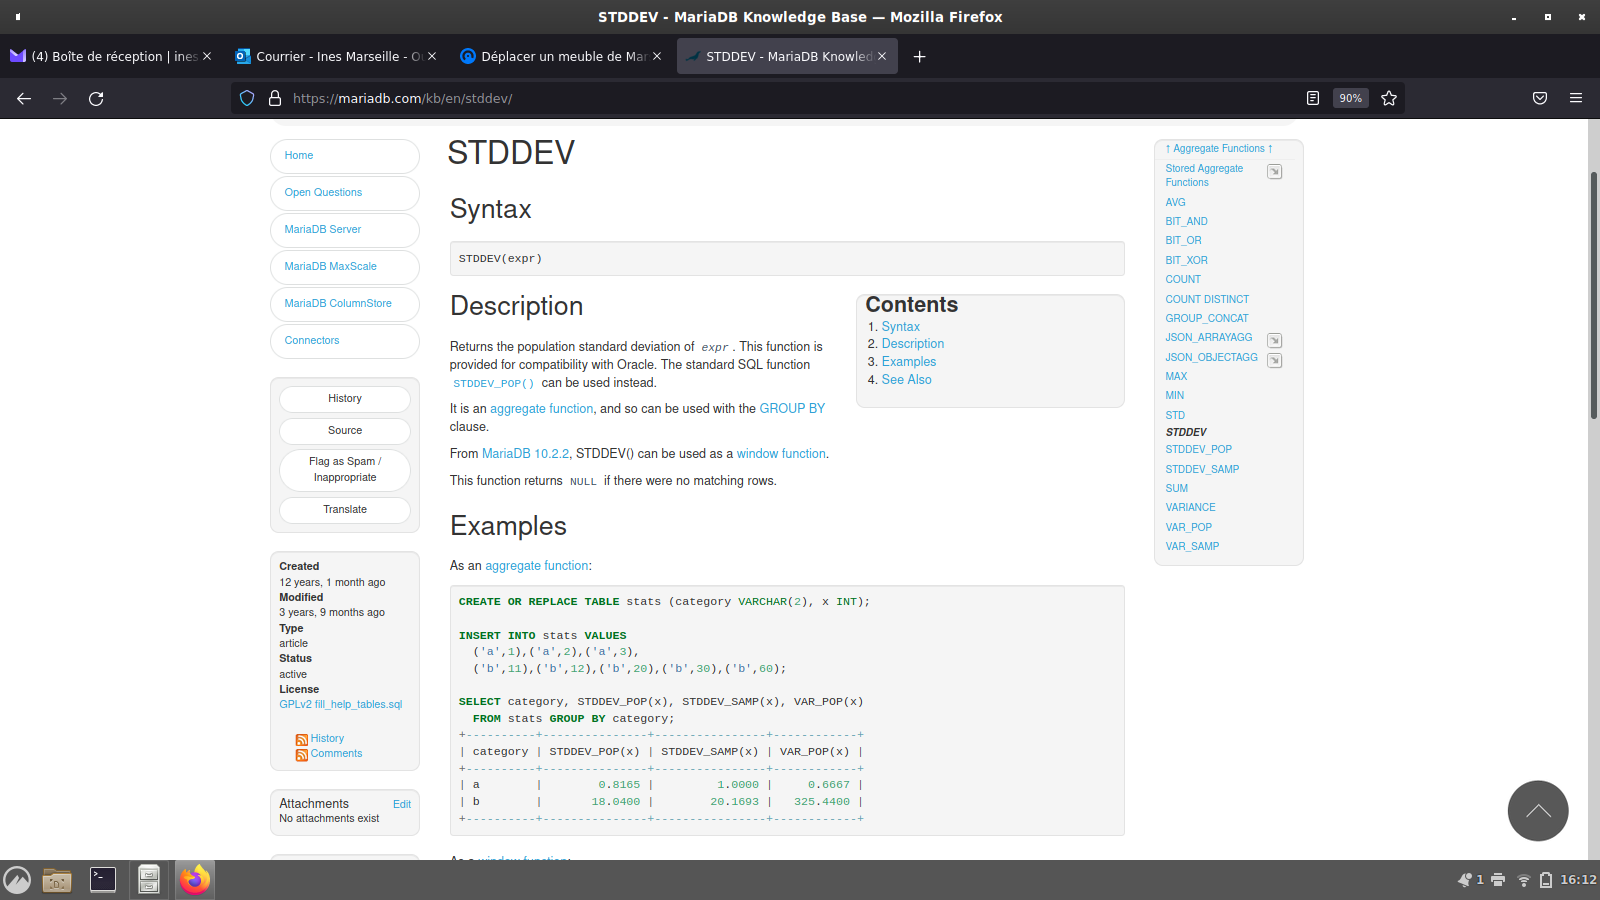 STDDEV - MariaDB Knowledge Base — Mozilla Firefox
(4) Boîte de réception | ines
Courrier - Ines Marseille - O
Déplacer un meuble de Mar
STDDEV - MariaDB Knowled
https://mariadb.com/kb/en/stddev/
90%
Home
Open Questions
MariaDB Server
MariaDB MaxScale
MariaDB ColumnStore
Connectors
History
Source
Flag as Spam /
Inappropriate
Translate
Created
12 years, 1 month ago
Modified
3 years, 9 months ago
Type
article
Status
active
License
GPLv2 fill_help_tables.sql
History
Comments
Attachments Edit
No attachments exist
STDDEV
Syntax
STDDEV(expr)
Description
Returns the population standard deviation of expr . This function is
provided for compatibility with Oracle. The standard SQL function
STDDEV_POP() can be used instead.
It is an aggregate function, and so can be used with the GROUP BY
clause.
From MariaDB 10.2.2, STDDEV() can be used as a window function.
This function returns NULL if there were no matching rows.
Contents
1. Syntax
2. Description
3. Examples
4. See Also
Examples
As an aggregate function:
CREATE OR REPLACE TABLE stats (category VARCHAR(2), x INT);
INSERT INTO stats VALUES
('a',1),('a',2),('a',3),
('b',11),('b',12),('b',20),('b',30),('b',60);
SELECT category, STDDEV_POP(x), STDDEV_SAMP(x), VAR_POP(x)
FROM stats GROUP BY category;
+----------+---------------+----------------+------------+
| category | STDDEV_POP(x) | STDDEV_SAMP(x) | VAR_POP(x) |
+----------+---------------+----------------+------------+
| a        |        0.8165 |         1.0000 |     0.6667 |
| b        |       18.0400 |        20.1693 |   325.4400 |
+----------+---------------+----------------+------------+
As a window function:
↑ Aggregate Functions ↑
Stored Aggregate
Functions
AVG
BIT_AND
BIT_OR
BIT_XOR
COUNT
COUNT DISTINCT
GROUP_CONCAT
JSON_ARRAYAGG
JSON_OBJECTAGG
MAX
MIN
STD
STDDEV
STDDEV_POP
STDDEV_SAMP
SUM
VARIANCE
VAR_POP
VAR_SAMP
1
16:12